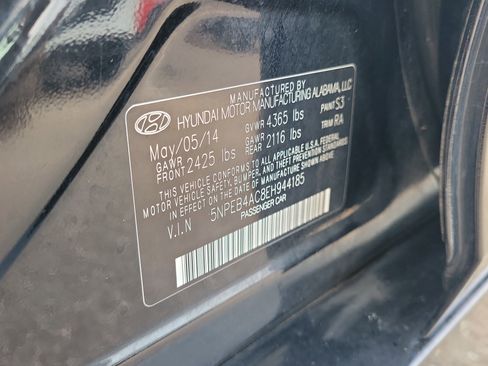 MANUFACTURED BY
HYUNDAI MOTOR MANUFACTURING ALABAMA, LLC
May/05/14 GVWR 4365 lbs PAINT S3
GAWR FRONT 2425 lbs GAWR REAR 2116 lbs TRIM RA
THIS VEHICLE CONFORMS TO ALL APPLICABLE U.S.A. FEDERAL
MOTOR VEHICLE SAFETY, BUMPER, AND THEFT PREVENTION STANDARDS
IN EFFECT ON THE DATE OF MANUFACTURE SHOWN ABOVE.
V.I.N 5NPEB4AC8EH944185
PASSENGER CAR